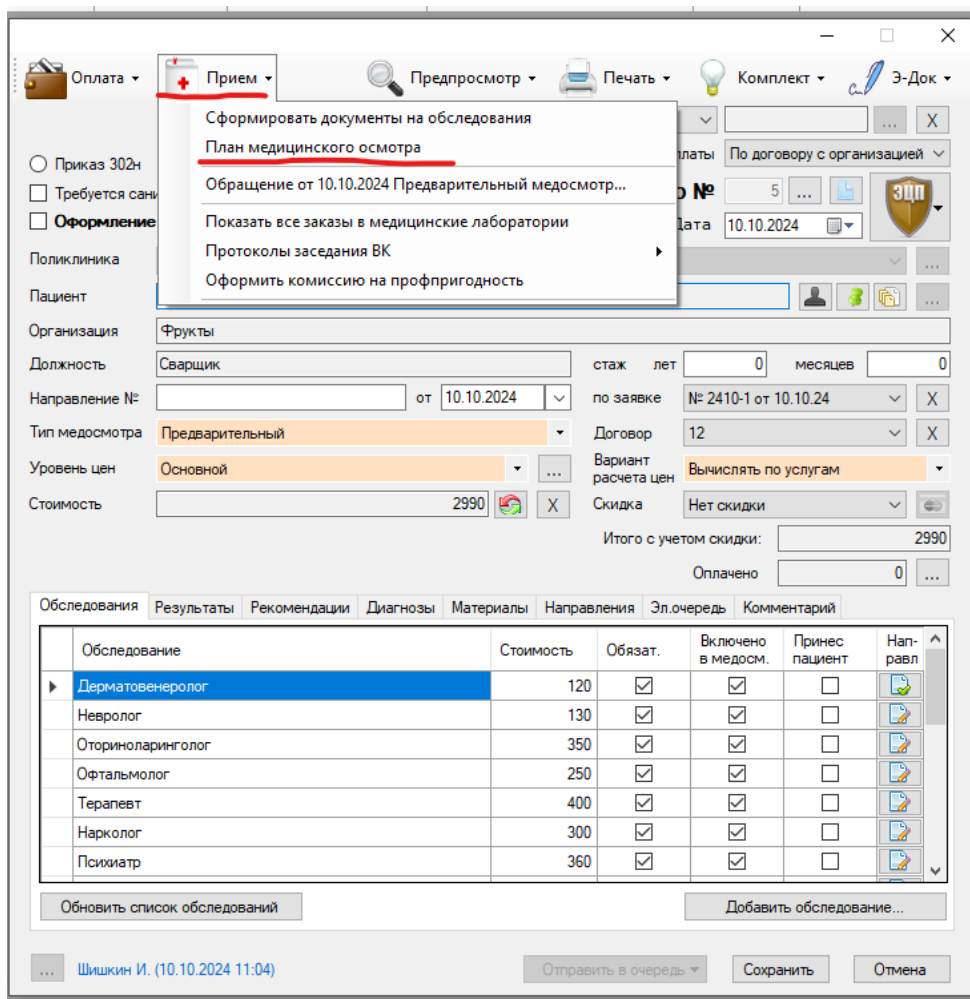 Оплата Прием Предпросмотр Печать Комплект Э-Док
Сформировать документы на обследования
... X
План медицинского осмотра
латы По договору с организацией
Приказ 302н
Требуется сани
Обращение от 10.10.2024 Предварительный медосмотр...
о № 5 ... ЭЦП
Оформление
Показать все заказы в медицинские лаборатории
Дата 10.10.2024
Протоколы заседания ВК
Поликлиника ...
Оформить комиссию на профпригодность
Пациент ...
Организация Фрукты
Должность Сварщик стаж лет 0 месяцев 0
Направление № от 10.10.2024 по заявке № 2410-1 от 10.10.24 X
Тип медосмотра Предварительный Договор 12 X
Уровень цен Основной ... Вариант расчета цен Вычислять по услугам
Стоимость 2990 X Скидка Нет скидки
Итого с учетом скидки: 2990
Оплачено 0 ...
Обследования Результаты Рекомендации Диагнозы Материалы Направления Эл.очередь Комментарий
Обследование Стоимость Обязат. Включено в медосм. Принес пациент Нап-равл
Дерматовенеролог 120
Невролог 130
Оториноларинголог 350
Офтальмолог 250
Терапевт 400
Нарколог 300
Психиатр 360
Обновить список обследований Добавить обследование...
... Шишкин И. (10.10.2024 11:04) Отправить в очередь Сохранить Отмена